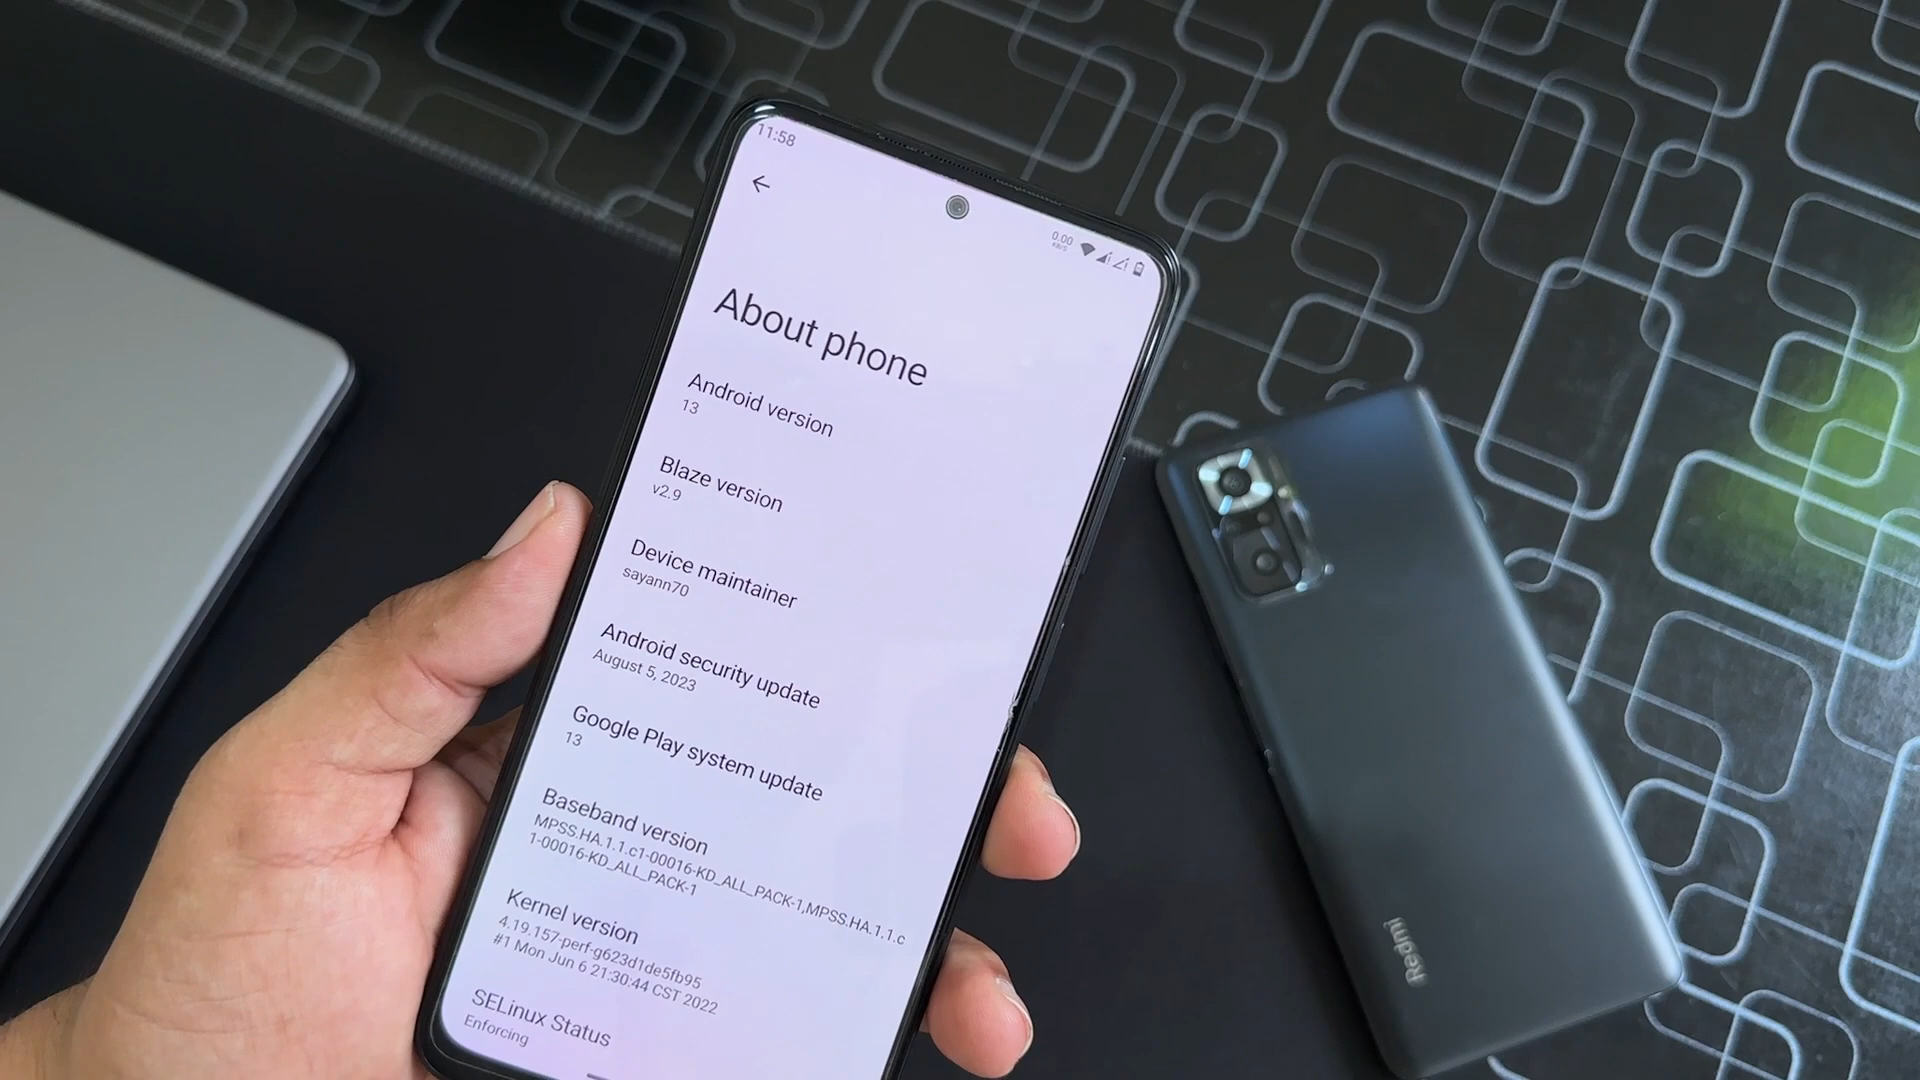 11:58
0.00
KB/S
About phone
Android version
13
Blaze version
v2.9
Device maintainer
sayann70
Android security update
August 5, 2023
Google Play system update
13
Baseband version
MPSS.HA.1.1.c1-00016-KD_ALL_PACK-1,MPSS.HA.1.1.c
1-00016-KD_ALL_PACK-1
Kernel version
4.19.157-perf-g623d1de5fb95
#1 Mon Jun 6 21:30:44 CST 2022
SELinux Status
Enforcing
Redmi